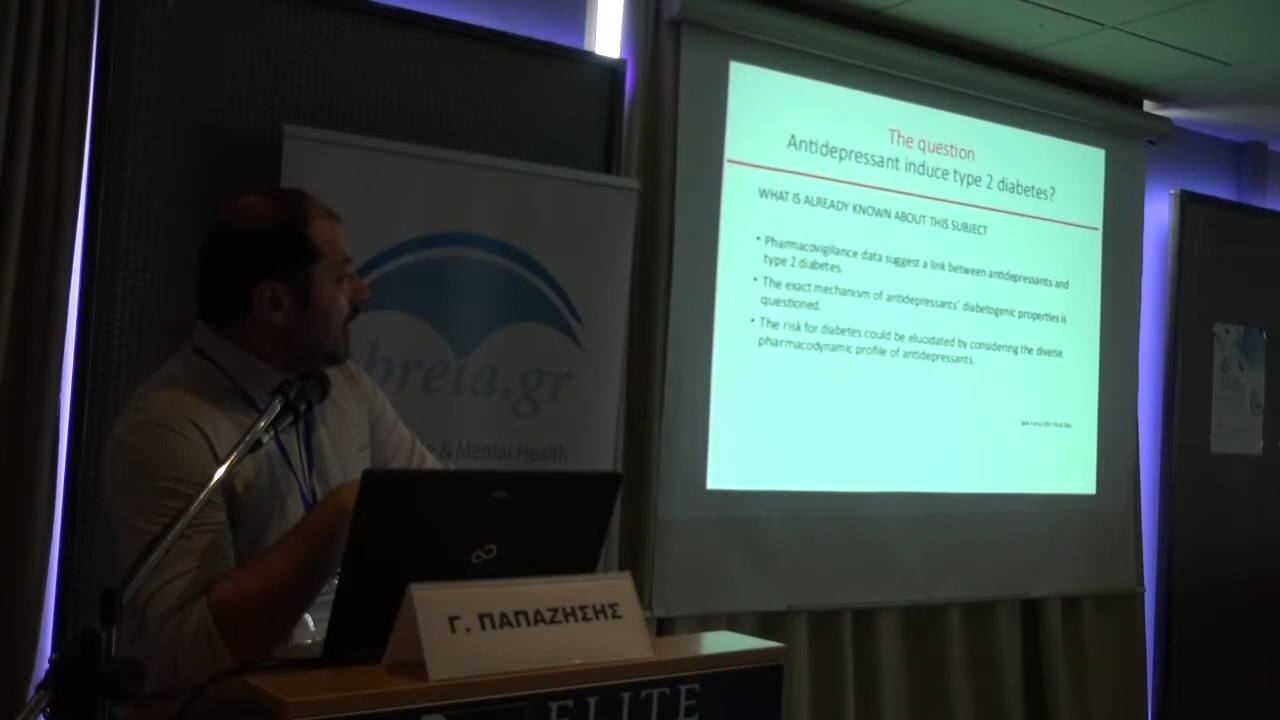 The question
Antidepressant induce type 2 diabetes?
WHAT IS ALREADY KNOWN ABOUT THIS SUBJECT
• Pharmacovigilance data suggest a link between antidepressants and
type 2 diabetes.
• The exact mechanism of antidepressants' diabetogenic properties is
questioned.
• The risk for diabetes could be elucidated by considering the diverse
pharmacodynamic profile of antidepressants.
breia.gr
& Mental Health
Γ. ΠΑΠΑΖΗΣΗΣ
ELITE